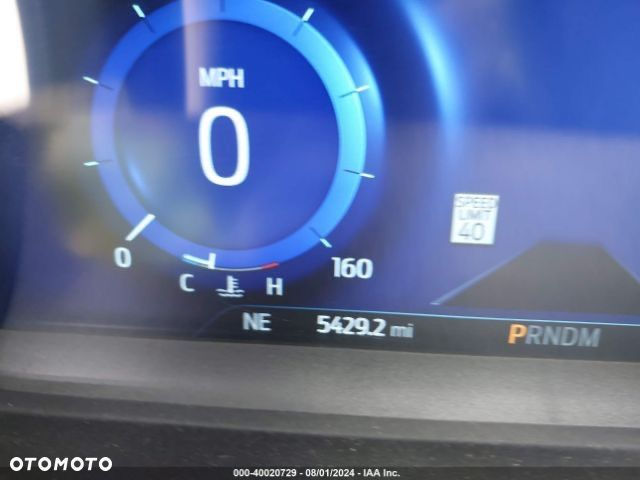 MPH
0
SPEED
LIMIT
40
0
160
C H
NE 5429.2 mi PRNDM
OTOMOTO
000-40020729 - 08/01/2024 - IAA Inc.